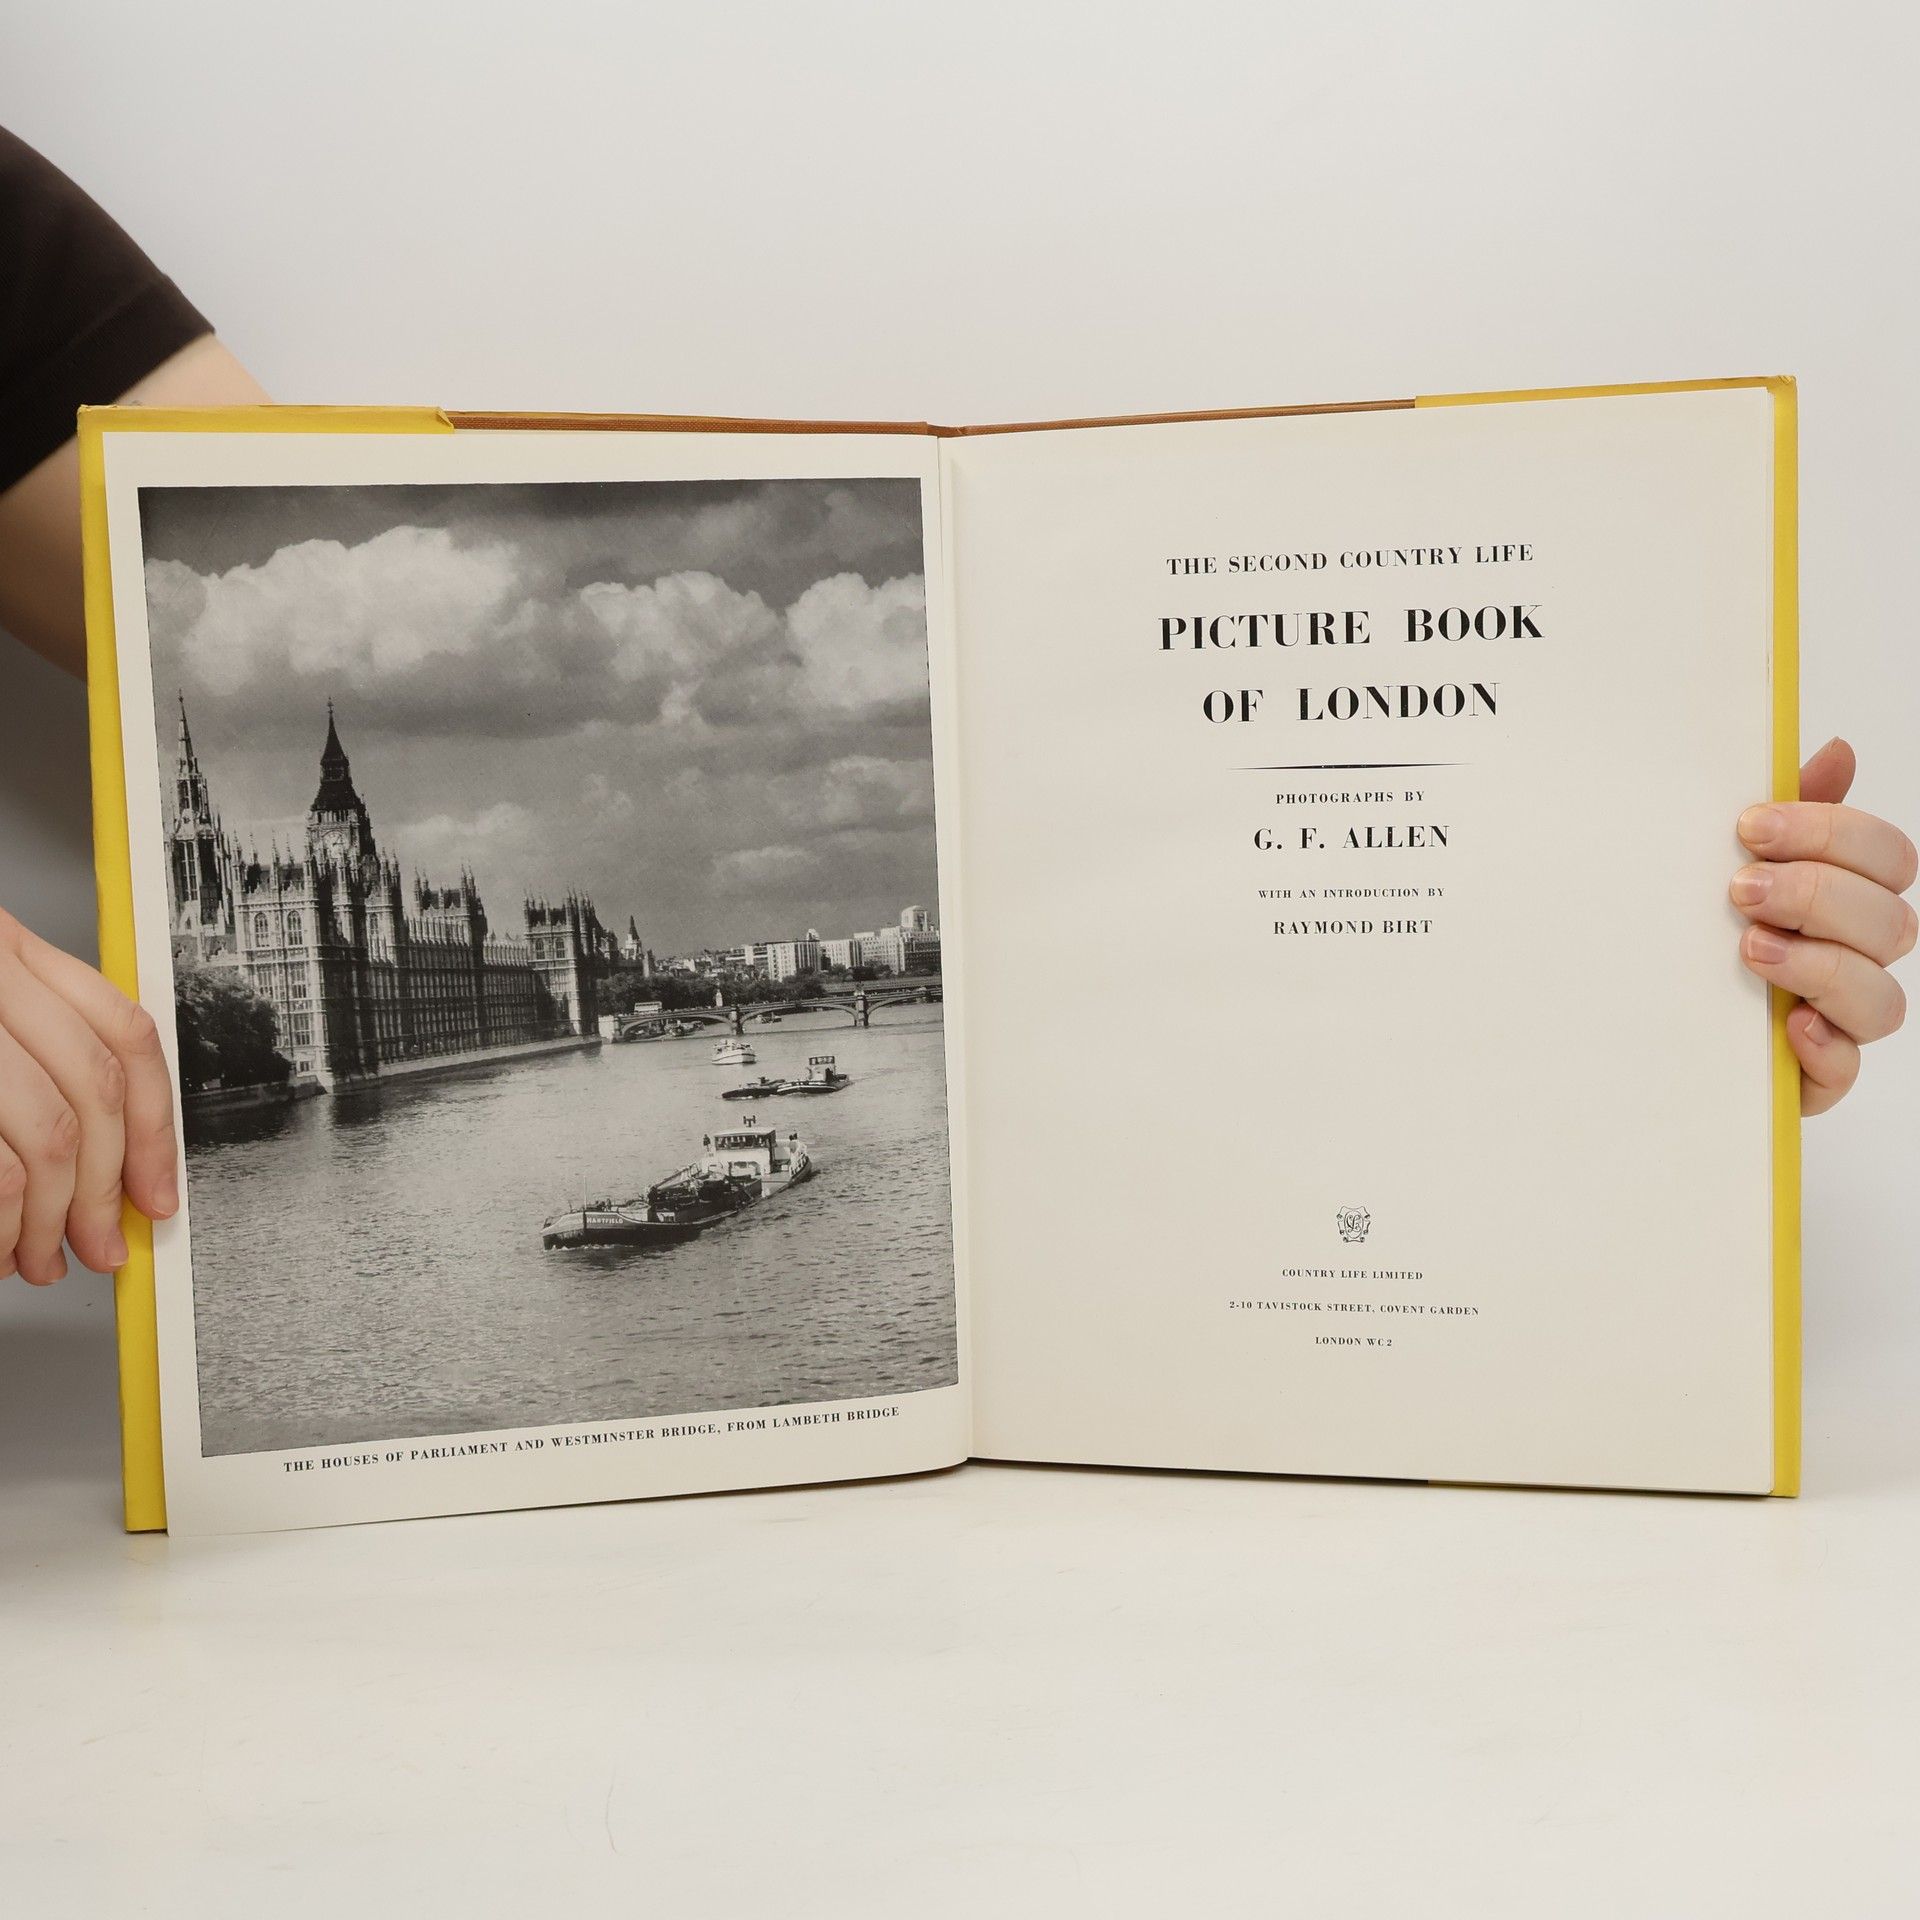 HARTFIELD
THE HOUSES OF PARLIAMENT AND WESTMINSTER BRIDGE, FROM LAMBETH BRIDGE
THE SECOND COUNTRY LIFE
PICTURE BOOK
OF LONDON
PHOTOGRAPHS BY
G. F. ALLEN
WITH AN INTRODUCTION BY
RAYMOND BIRT
COUNTRY LIFE LIMITED
2-10 TAVISTOCK STREET, COVENT GARDEN
LONDON WC2